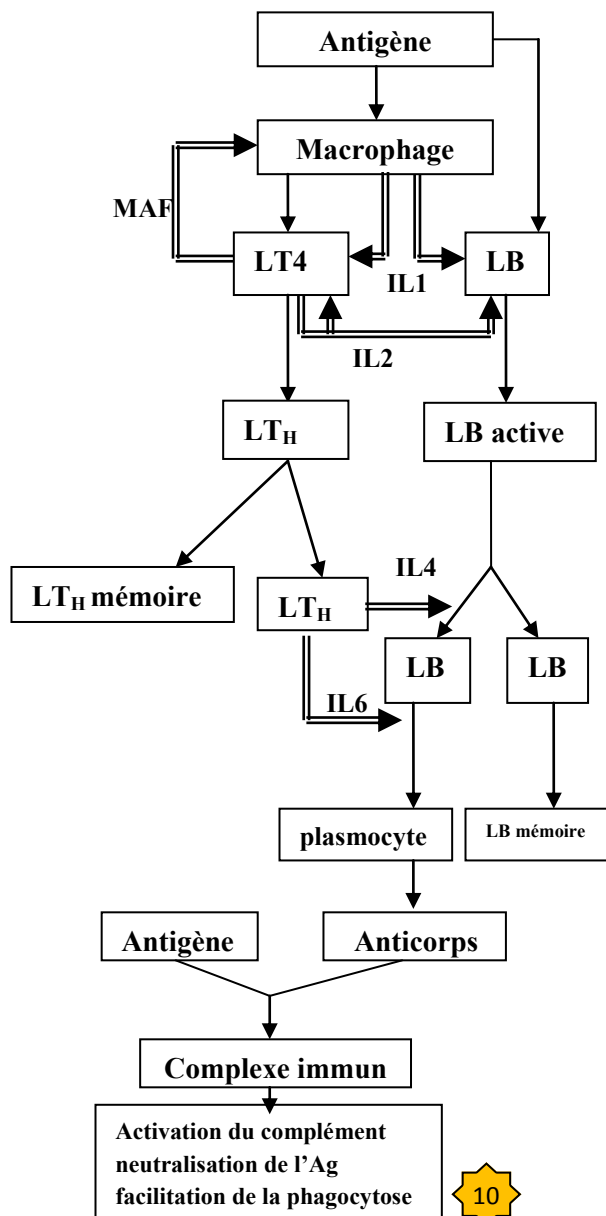 Antigène
Macrophage
MAF
LT4
IL1
LB
IL2
LTH
LB active
LTH mémoire
LTH
IL4
LB
LB
IL6
plasmocyte
LB mémoire
Antigène
Anticorps
Complexe immun
Activation du complément
neutralisation de l’Ag
facilitation de la phagocytose
10